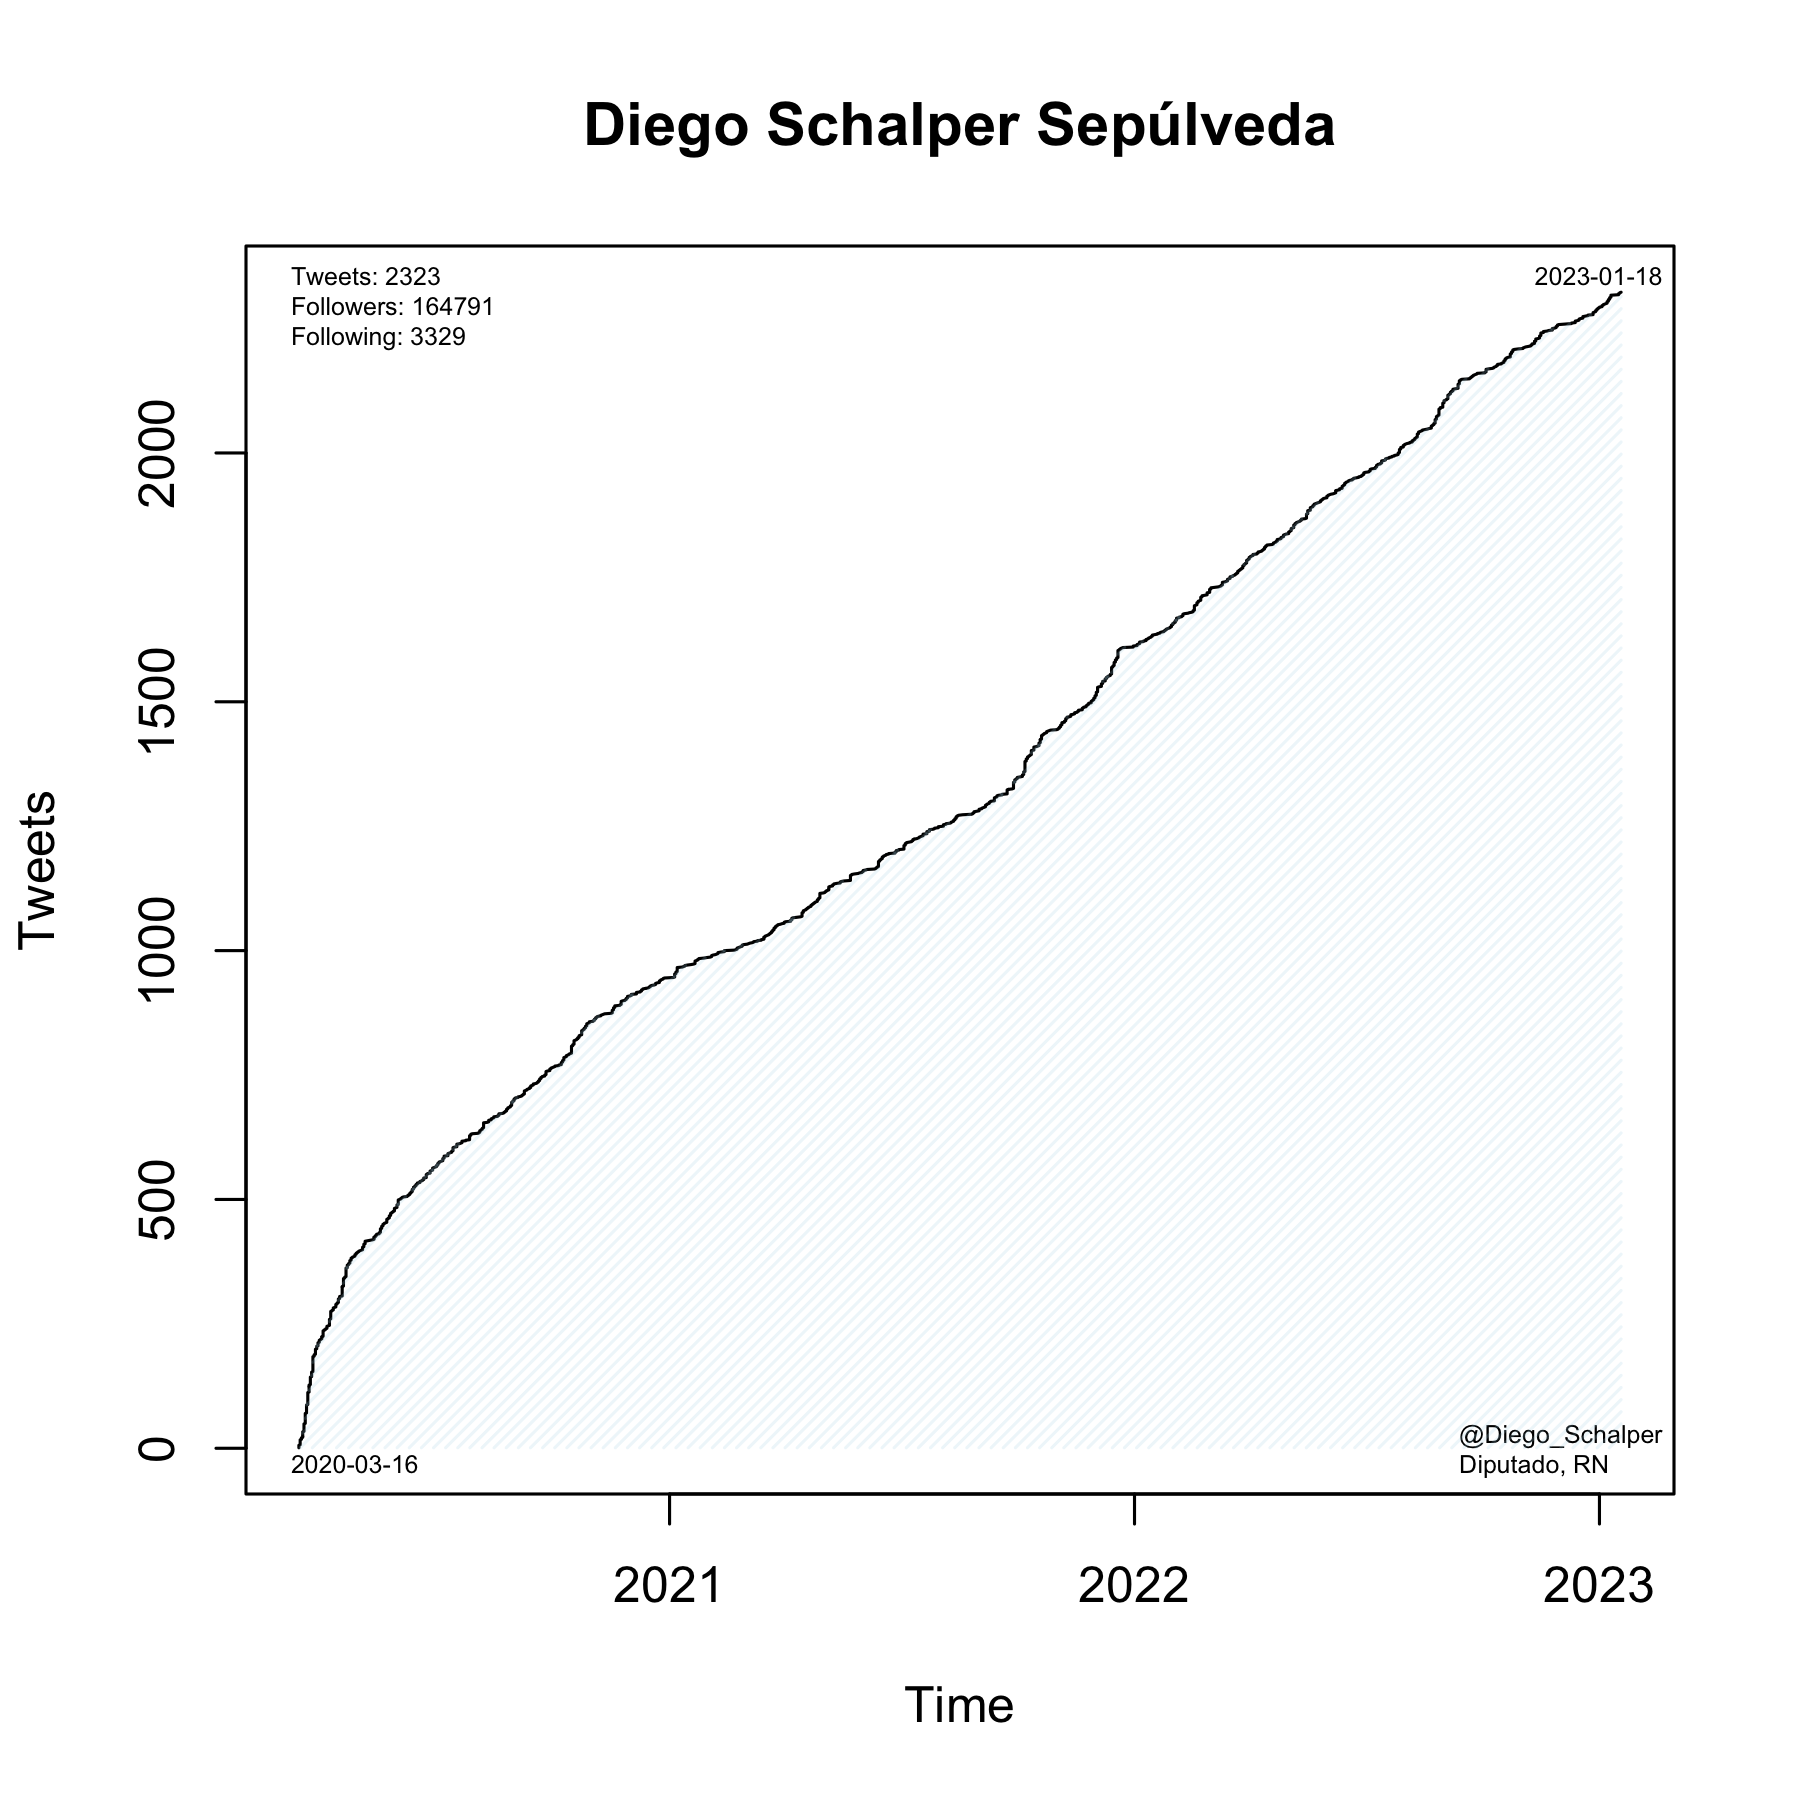 Diego Schalper Sepúlveda
Tweets: 2323
Followers: 164791
Following: 3329
2023-01-18
Tweets
2000
1500
1000
500
0
@Diego_Schalper
Diputado, RN
2020-03-16
2021
2022
2023
Time